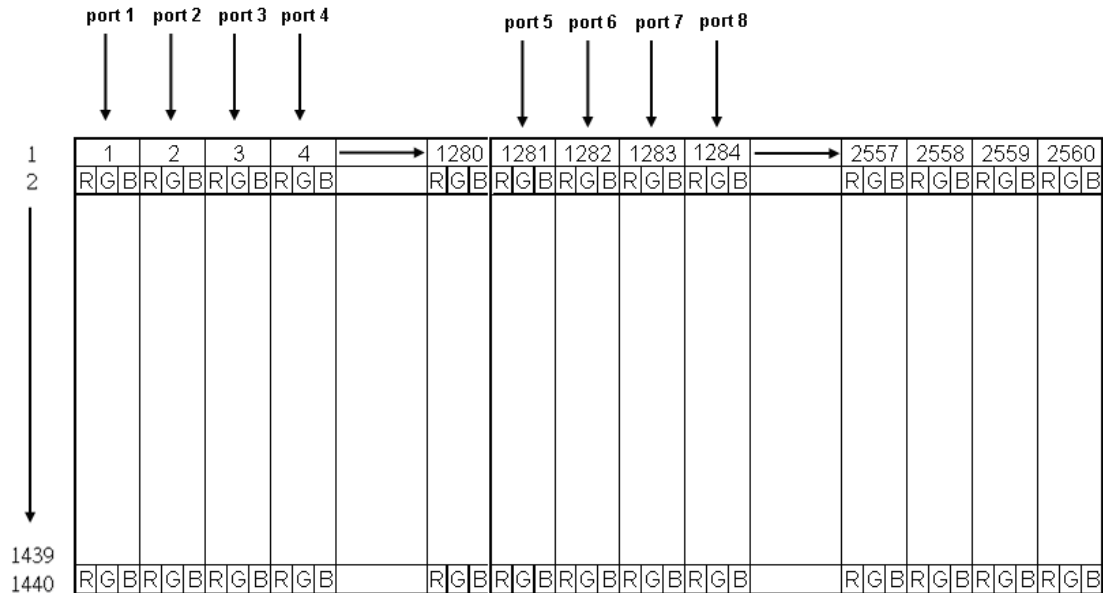 port 1 port 2 port 3 port 4 port 5 port 6 port 7 port 8
1 1 2 3 4 1280 1281 1282 1283 1284 2557 2558 2559 2560
2 R G B R G B R G B R G B R G B R G B R G B R G B R G B R G B R G B R G B R G B
1439
1440 R G B R G B R G B R G B R G B R G B R G B R G B R G B R G B R G B R G B R G B